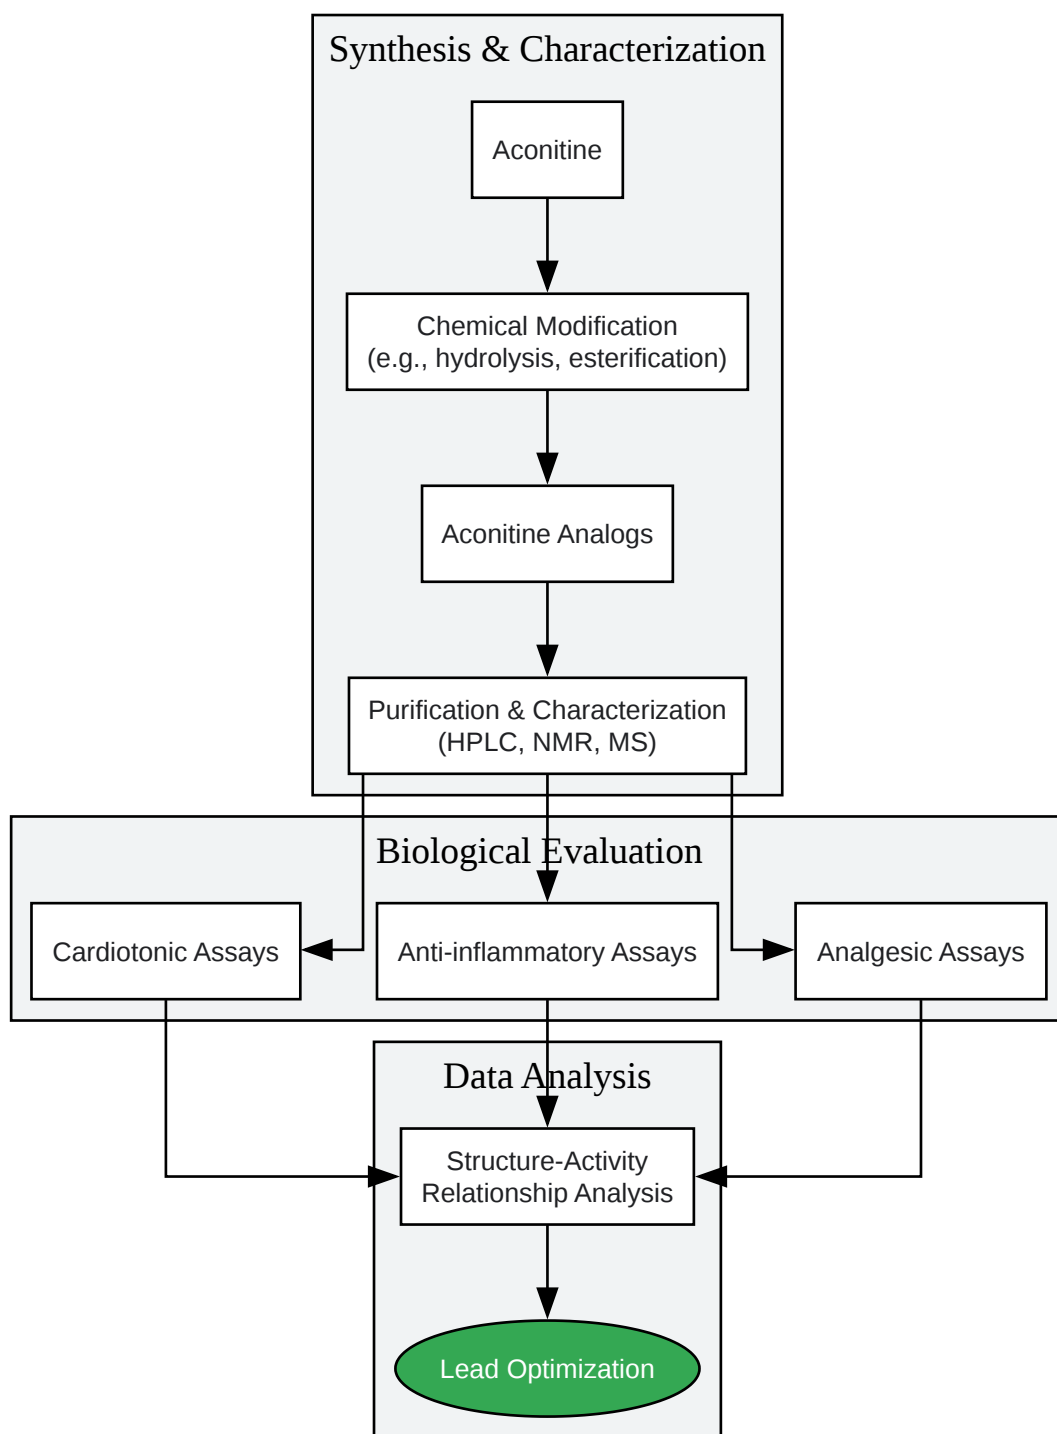 Synthesis & Characterization
Aconitine
Chemical Modification
(e.g., hydrolysis, esterification)
Aconitine Analogs
Purification & Characterization
(HPLC, NMR, MS)
Biological Evaluation
Cardiotonic Assays
Anti-inflammatory Assays
Analgesic Assays
Data Analysis
Structure-Activity
Relationship Analysis
Lead Optimization